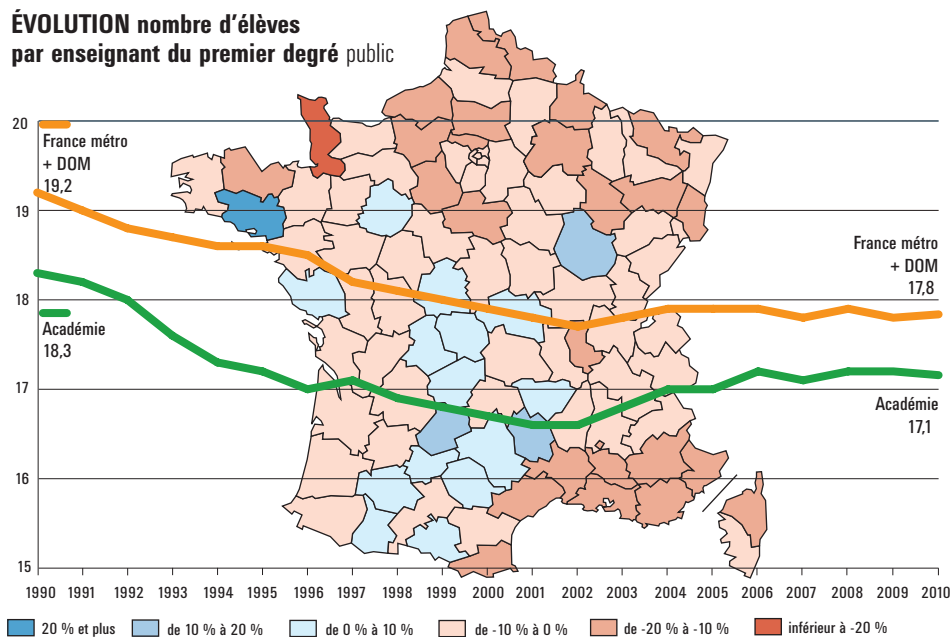 ÉVOLUTION nombre d’élèves
par enseignant du premier degré public
20
France métro
+ DOM
19,2
19
France métro
+ DOM
17,8
18
Académie
18,3
17
Académie
17,1
16
15
1990 1991 1992 1993 1994 1995 1996 1997 1998 1999 2000 2001 2002 2003 2004 2005 2006 2007 2008 2009 2010
20 % et plus de 10 % à 20 % de 0 % à 10 % de -10 % à 0 % de -20 % à -10 % inférieur à -20 %